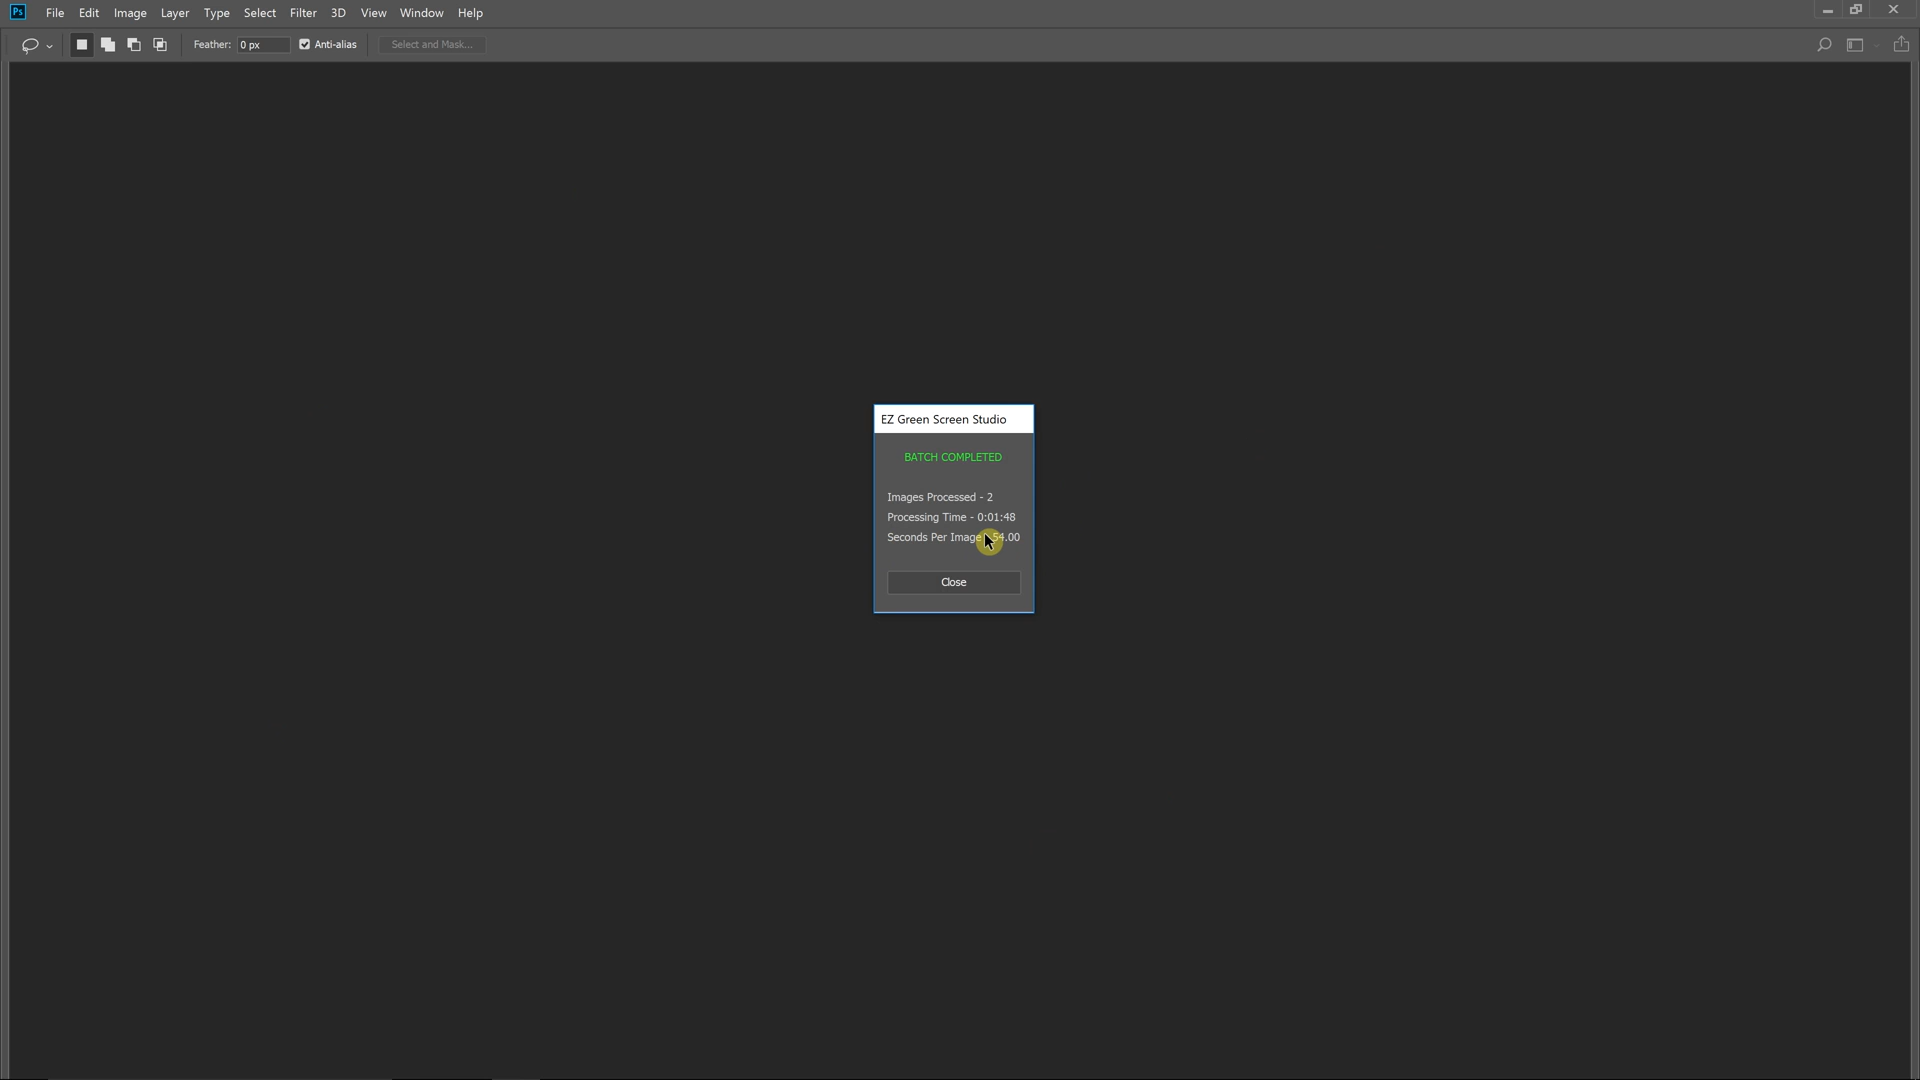 Ps File Edit Image Layer Type Select Filter 3D View Window Help
Feather: 0 px Anti-alias Select and Mask...
EZ Green Screen Studio
BATCH COMPLETED
Images Processed - 2
Processing Time - 0:01:48
Seconds Per Image 54.00
Close